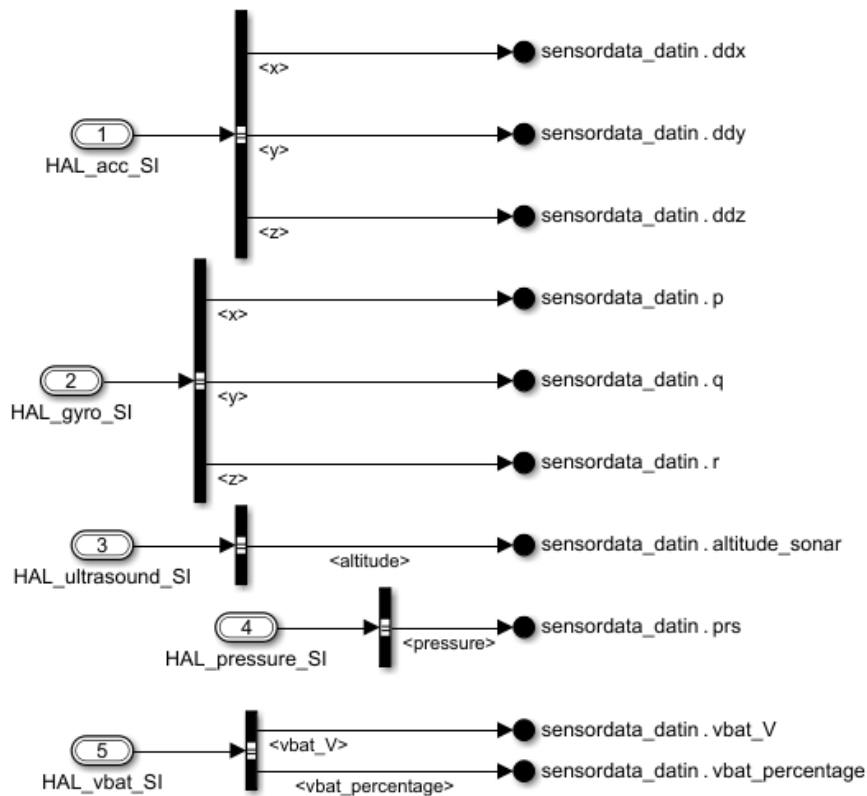 sensordata_datin . ddx
<x>
1
sensordata_datin . ddy
HAL_acc_SI
<y>
sensordata_datin . ddz
<z>
sensordata_datin . p
<x>
2
sensordata_datin . q
HAL_gyro_SI
<y>
sensordata_datin . r
<z>
3
sensordata_datin . altitude_sonar
HAL_ultrasound_SI
<altitude>
4
sensordata_datin . prs
HAL_pressure_SI
<pressure>
sensordata_datin . vbat_V
<vbat_V>
5
sensordata_datin . vbat_percentage
HAL_vbat_SI
<vbat_percentage>